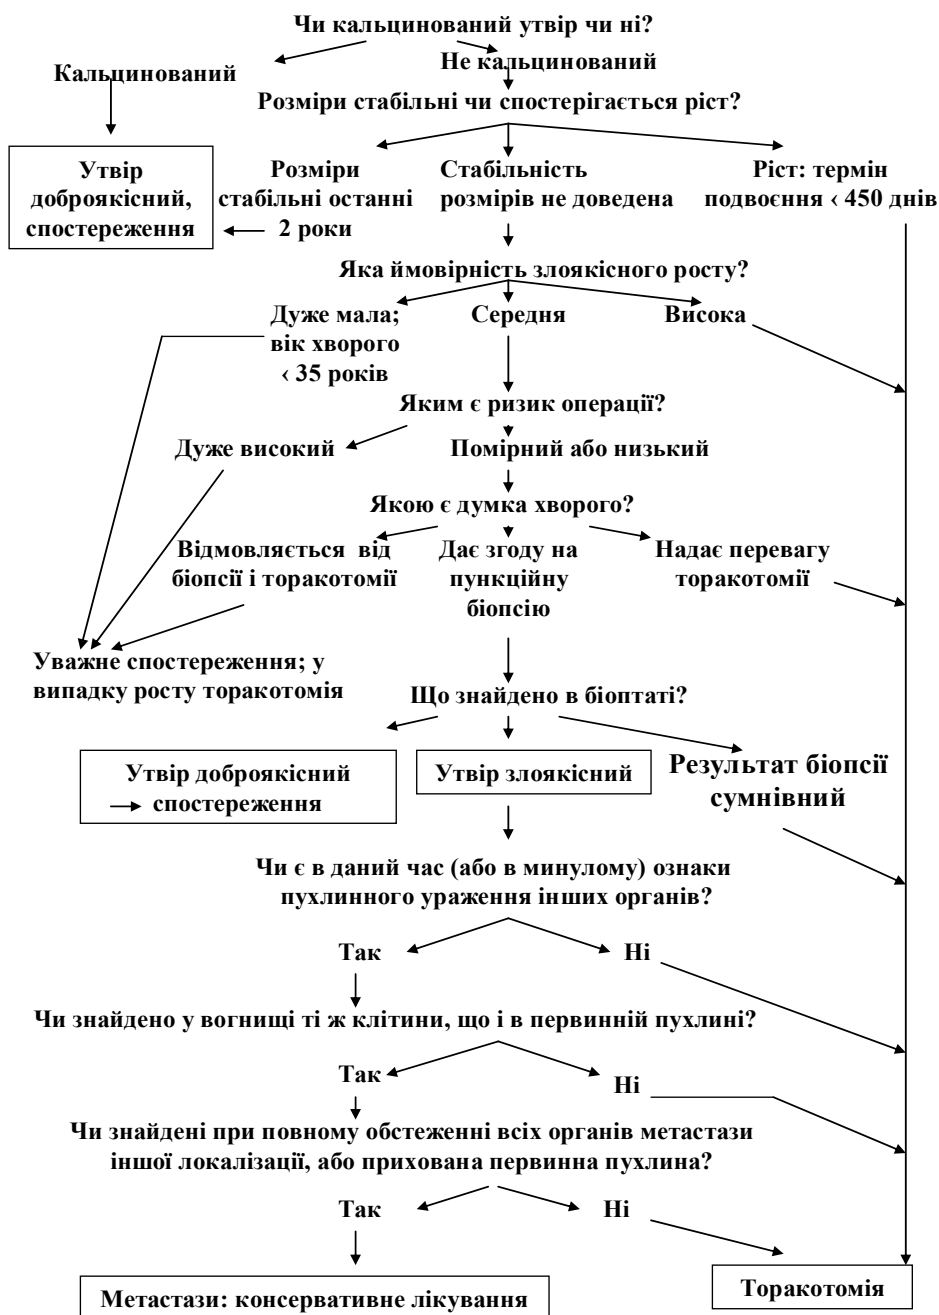 Чи кальцинований утвір чи ні?
Кальцинований
Не кальцинований
Розміри стабільні чи спостерігається ріст?
Утвір
доброякісний,
спостереження
Розміри
стабільні останні
2 роки
Стабільність
розмірів не доведена
Ріст: термін
подвоєння ‹ 450 днів
Яка ймовірність злоякісного росту?
Дуже мала;
вік хворого
‹ 35 років
Середня
Висока
Яким є ризик операції?
Дуже високий
Помірний або низький
Якою є думка хворого?
Відмовляється від
біопсії і торакотомії
Дає згоду на
пункційну
біопсію
Надає перевагу
торакотомії
Уважне спостереження; у
випадку росту торакотомія
Що знайдено в біоптаті?
Утвір доброякісний
спостереження
Утвір злоякісний
Результат біопсії
сумнівний
Чи є в даний час (або в минулому) ознаки
пухлинного ураження інших органів?
Так
Ні
Чи знайдено у вогнищі ті ж клітини, що і в первинній пухлині?
Так
Ні
Чи знайдені при повному обстеженні всіх органів метастази
іншої локалізації, або прихована первинна пухлина?
Так
Ні
Метастази: консервативне лікування
Торакотомія